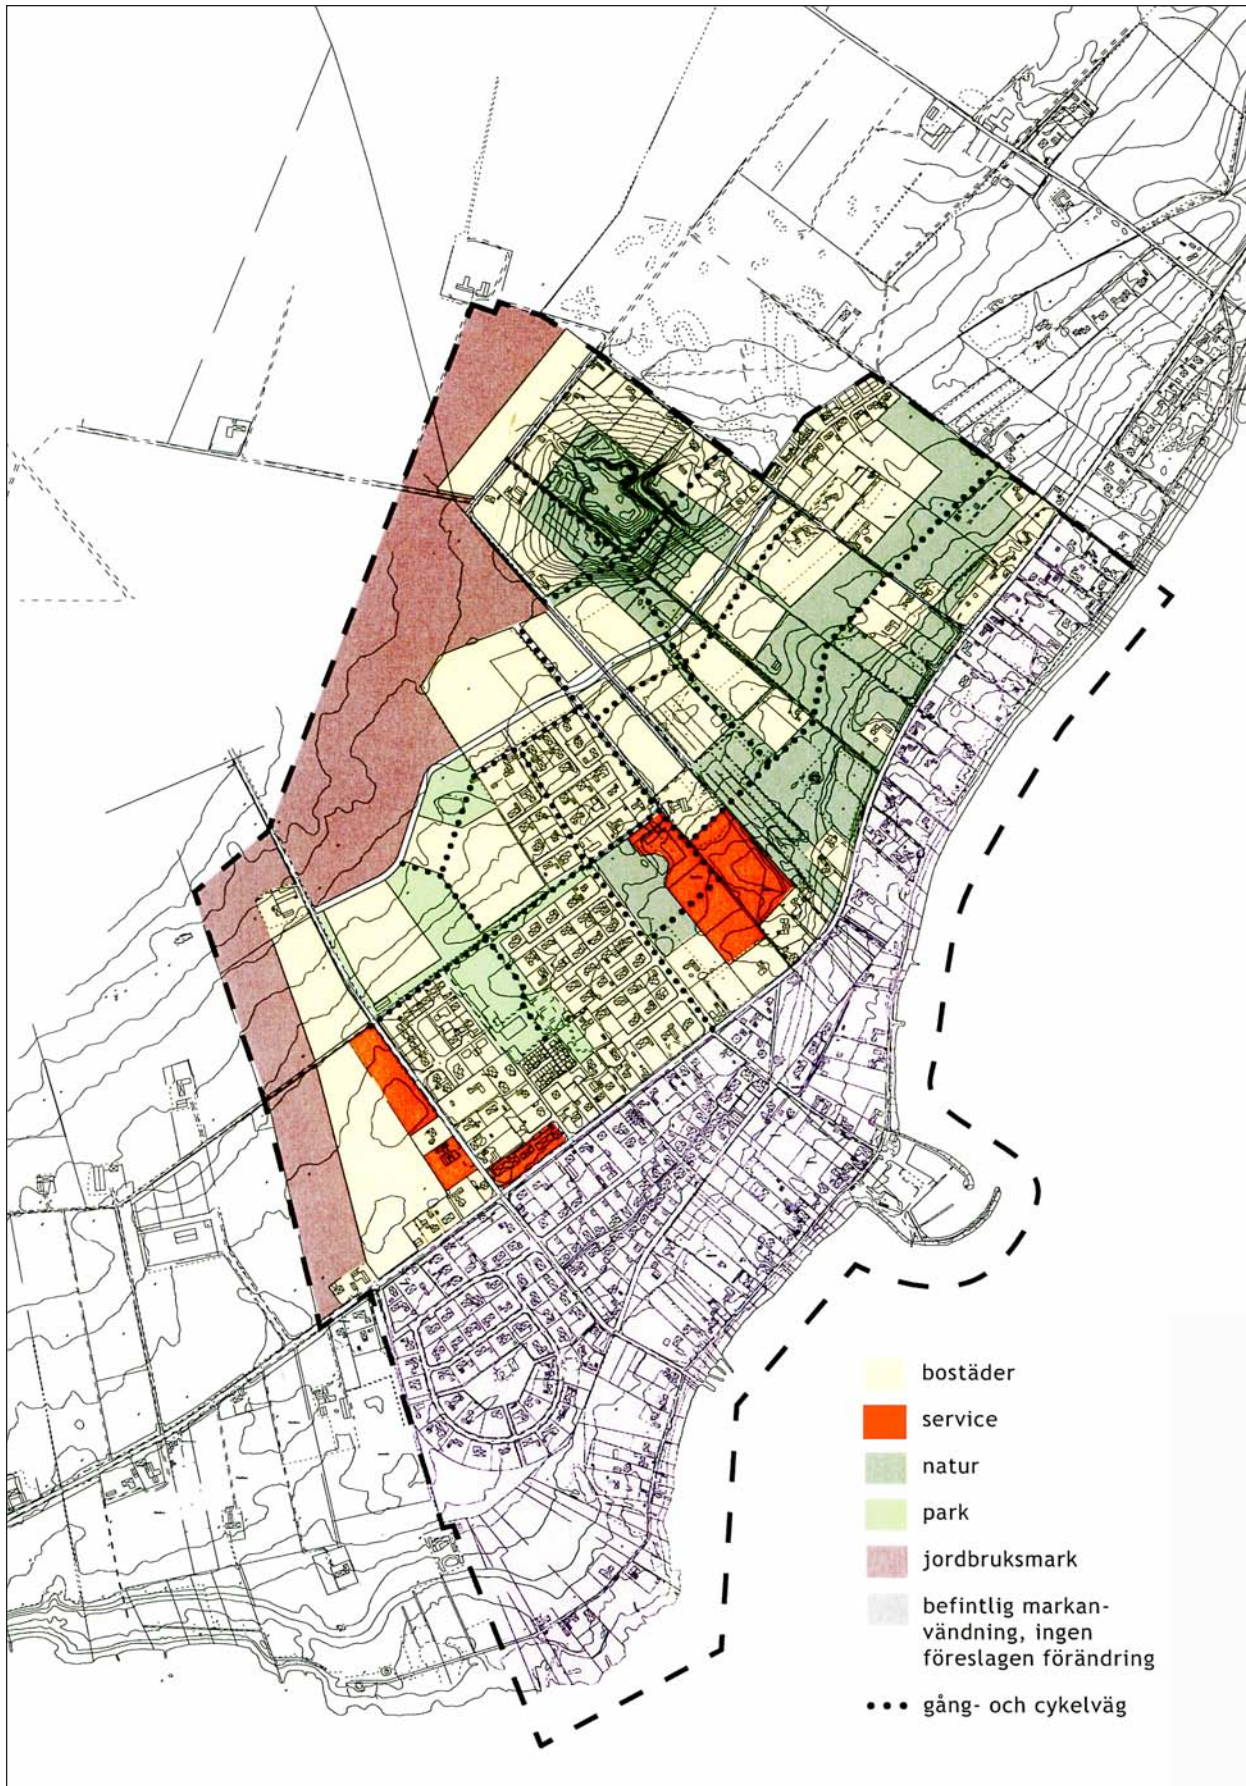 bostäder
service
natur
park
jordbruksmark
befintlig markan-
vändning, ingen
föreslagen förändring
gång- och cykelväg